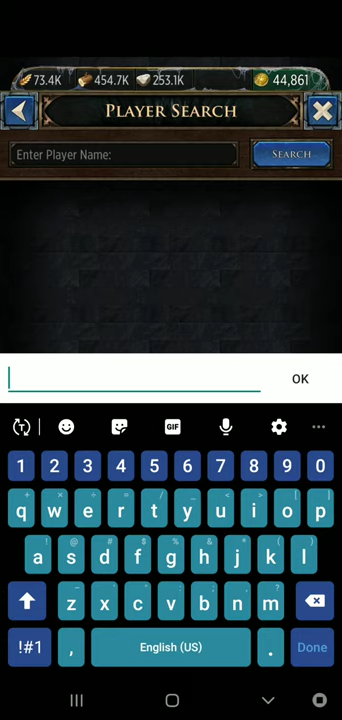 73.4K 454.7K 253.1K 44,861
PLAYER SEARCH
Enter Player Name: SEARCH
OK
GIF
1 2 3 4 5 6 7 8 9 0
q w e r t y u i o p
a s d f g h j k l
z x c v b n m
!#1 , English (US) . Done